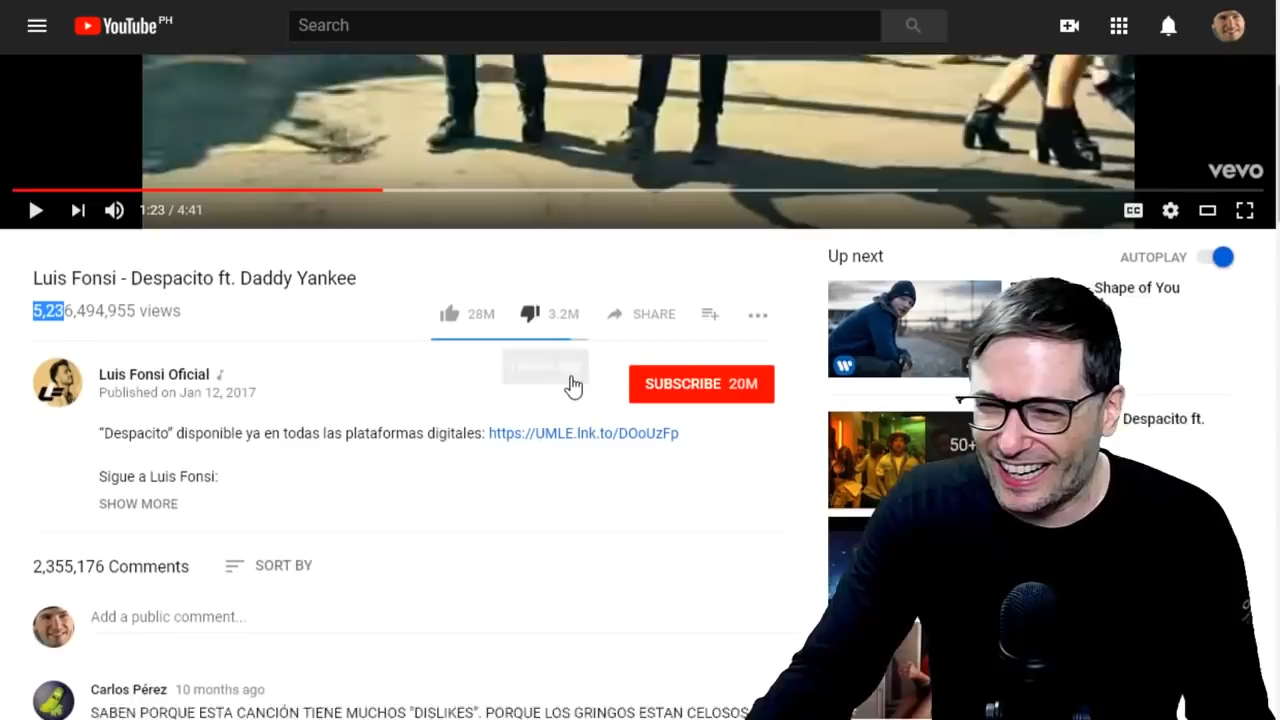 YouTube PH
Search
vevo
1:23 / 4:41
CC
Luis Fonsi - Despacito ft. Daddy Yankee
5,236,494,955 views
28M
3.2M
SHARE
Luis Fonsi Oficial
Published on Jan 12, 2017
SUBSCRIBE 20M
“Despacito” disponible ya en todas las plataformas digitales: https://UMLE.lnk.to/DOoUzFp
Sigue a Luis Fonsi:
SHOW MORE
2,355,176 Comments
SORT BY
Add a public comment...
Carlos Pérez 10 months ago
SABEN PORQUE ESTA CANCIÓN TIENE MUCHOS "DISLIKES". PORQUE LOS GRINGOS ESTAN CELOSOS
Up next
AUTOPLAY
Shape of You
Despacito ft.
50+